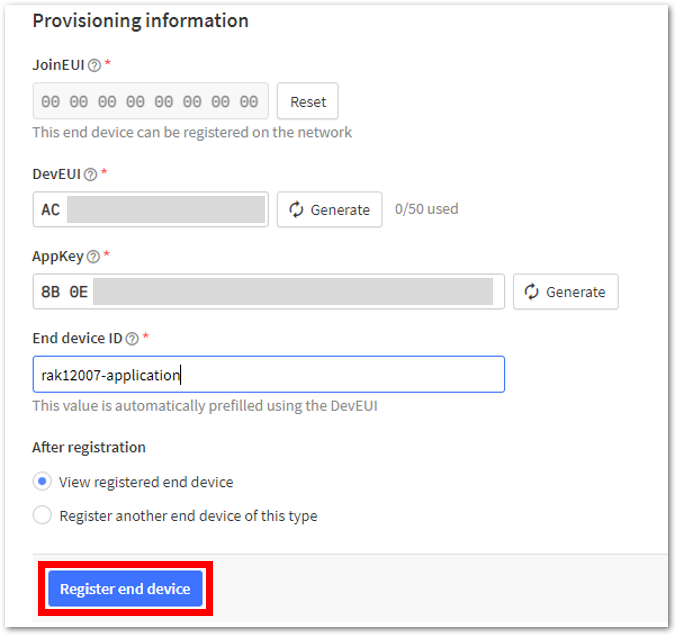 Provisioning information
JoinEUI *
00 00 00 00 00 00 00 00 Reset
This end device can be registered on the network
DevEUI *
AC Generate 0/50 used
AppKey *
8B 0E Generate
End device ID *
rak12007-application
This value is automatically prefilled using the DevEUI
After registration
View registered end device
Register another end device of this type
Register end device